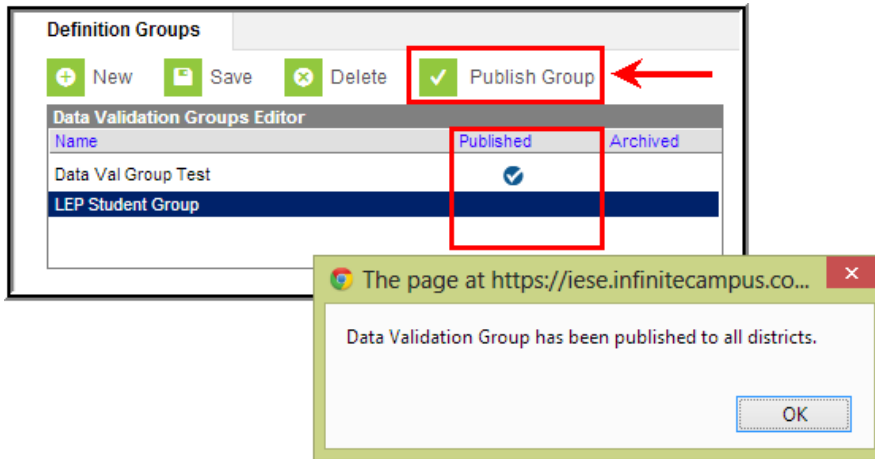 Definition Groups
New Save Delete Publish Group
Data Validation Groups Editor
Name Published Archived
Data Val Group Test
LEP Student Group
The page at https://iese.infinitecampus.co...
Data Validation Group has been published to all districts.
OK